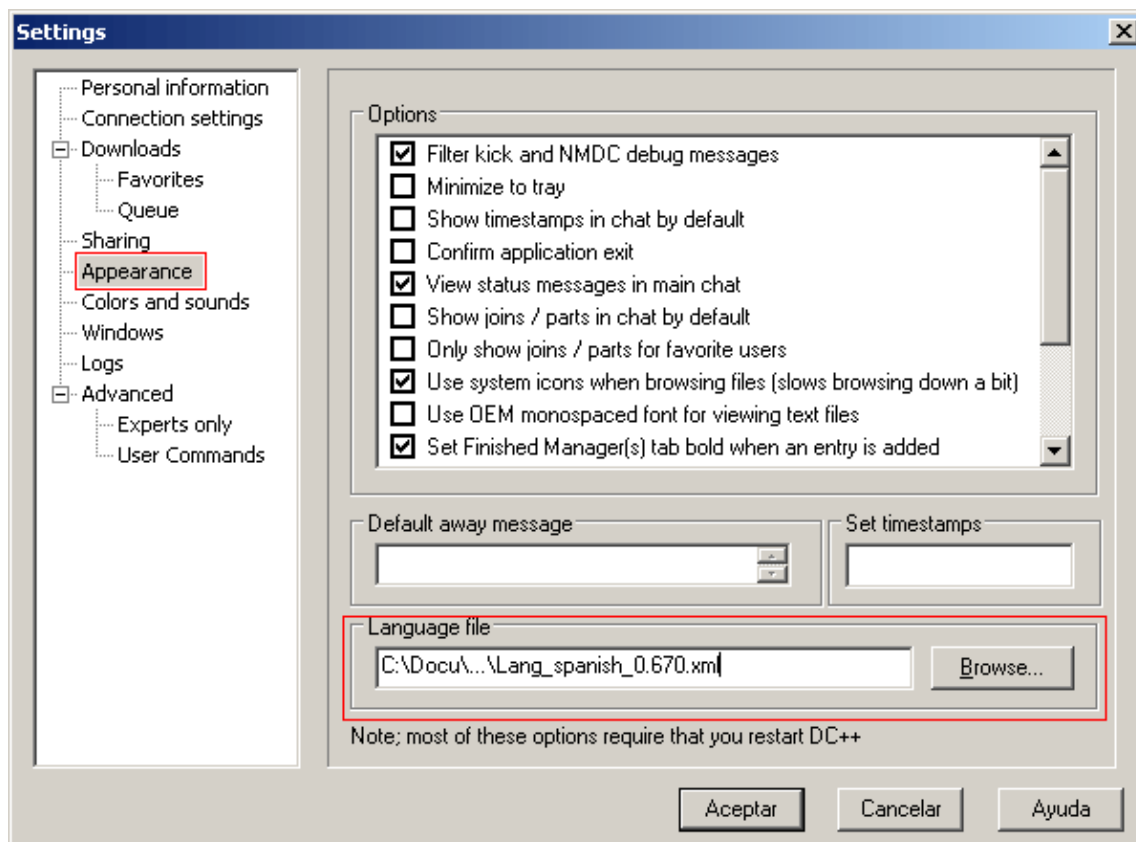 Settings
Personal information
Connection settings
Downloads
Favorites
Queue
Sharing
Appearance
Colors and sounds
Windows
Logs
Advanced
Experts only
User Commands
Options
Filter kick and NMDC debug messages
Minimize to tray
Show timestamps in chat by default
Confirm application exit
View status messages in main chat
Show joins / parts in chat by default
Only show joins / parts for favorite users
Use system icons when browsing files (slows browsing down a bit)
Use OEM monospaced font for viewing text files
Set Finished Manager(s) tab bold when an entry is added
Default away message
Set timestamps
Language file
C:\Docu\...\Lang_spanish_0.670.xml
Browse...
Note; most of these options require that you restart DC++
Aceptar
Cancelar
Ayuda